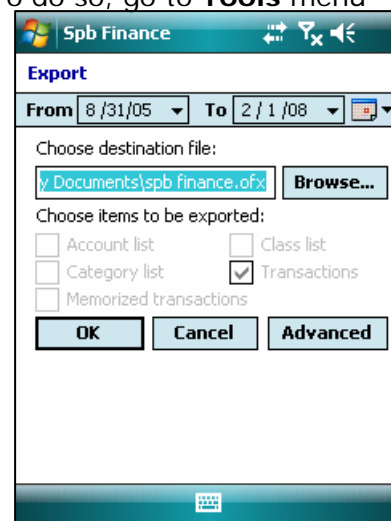 o do so, go to Tools menu
Spb Finance
Export
From 8 /31/05 To 2 / 1 /08
Choose destination file:
y Documents\spb finance.ofx Browse...
Choose items to be exported:
Account list Class list
Category list Transactions
Memorized transactions
OK Cancel Advanced